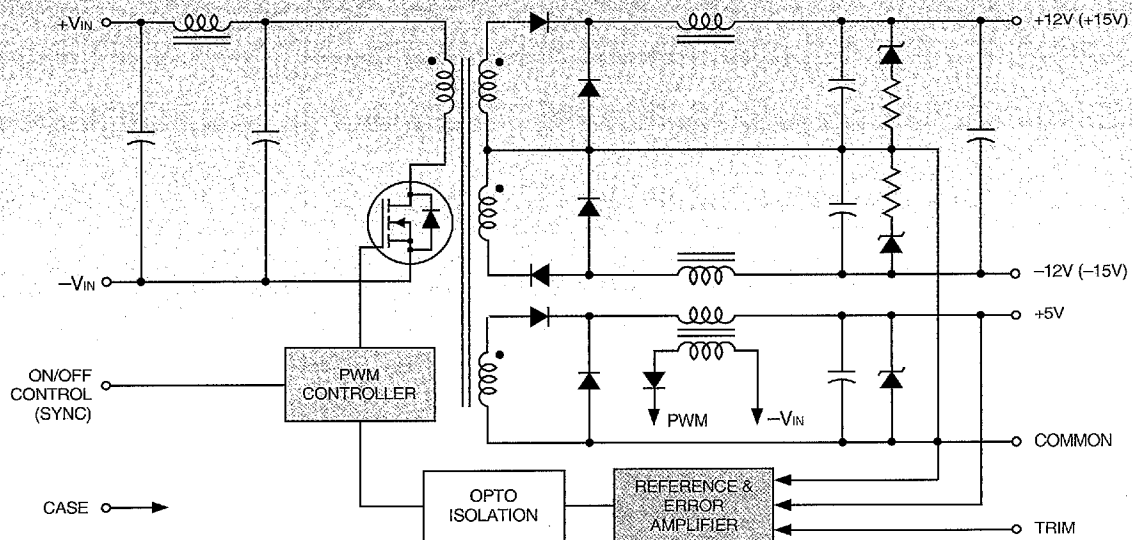 +VIN
+12V (+15V)
–VIN
–12V (–15V)
+5V
ON/OFF
CONTROL
(SYNC)
PWM
CONTROLLER
PWM
–VIN
COMMON
CASE
OPTO
ISOLATION
REFERENCE &
ERROR
AMPLIFIER
TRIM